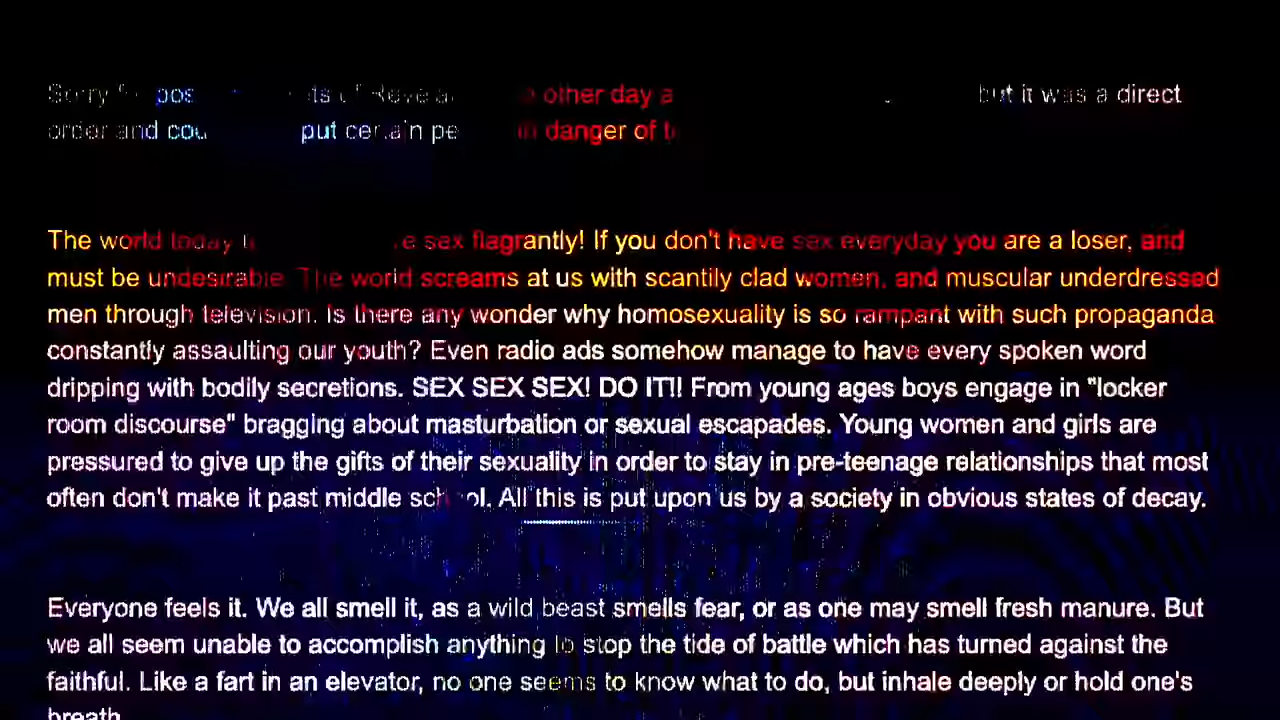 Sorry pos other day a but it was a direct
order and put certain in danger of
The world today sex flagrantly! If you don't have sex everyday you are a loser, and
must be undesirable. The world screams at us with scantily clad women, and muscular underdressed
men through television. Is there any wonder why homosexuality is so rampant with such propaganda
constantly assaulting our youth? Even radio ads somehow manage to have every spoken word
dripping with bodily secretions. SEX SEX SEX! DO IT!! From young ages boys engage in "locker
room discourse" bragging about masturbation or sexual escapades. Young women and girls are
pressured to give up the gifts of their sexuality in order to stay in pre-teenage relationships that most
often don't make it past middle school. All this is put upon us by a society in obvious states of decay.
Everyone feels it. We all smell it, as a wild beast smells fear, or as one may smell fresh manure. But
we all seem unable to accomplish anything to stop the tide of battle which has turned against the
faithful. Like a fart in an elevator, no one seems to know what to do, but inhale deeply or hold one's
breath